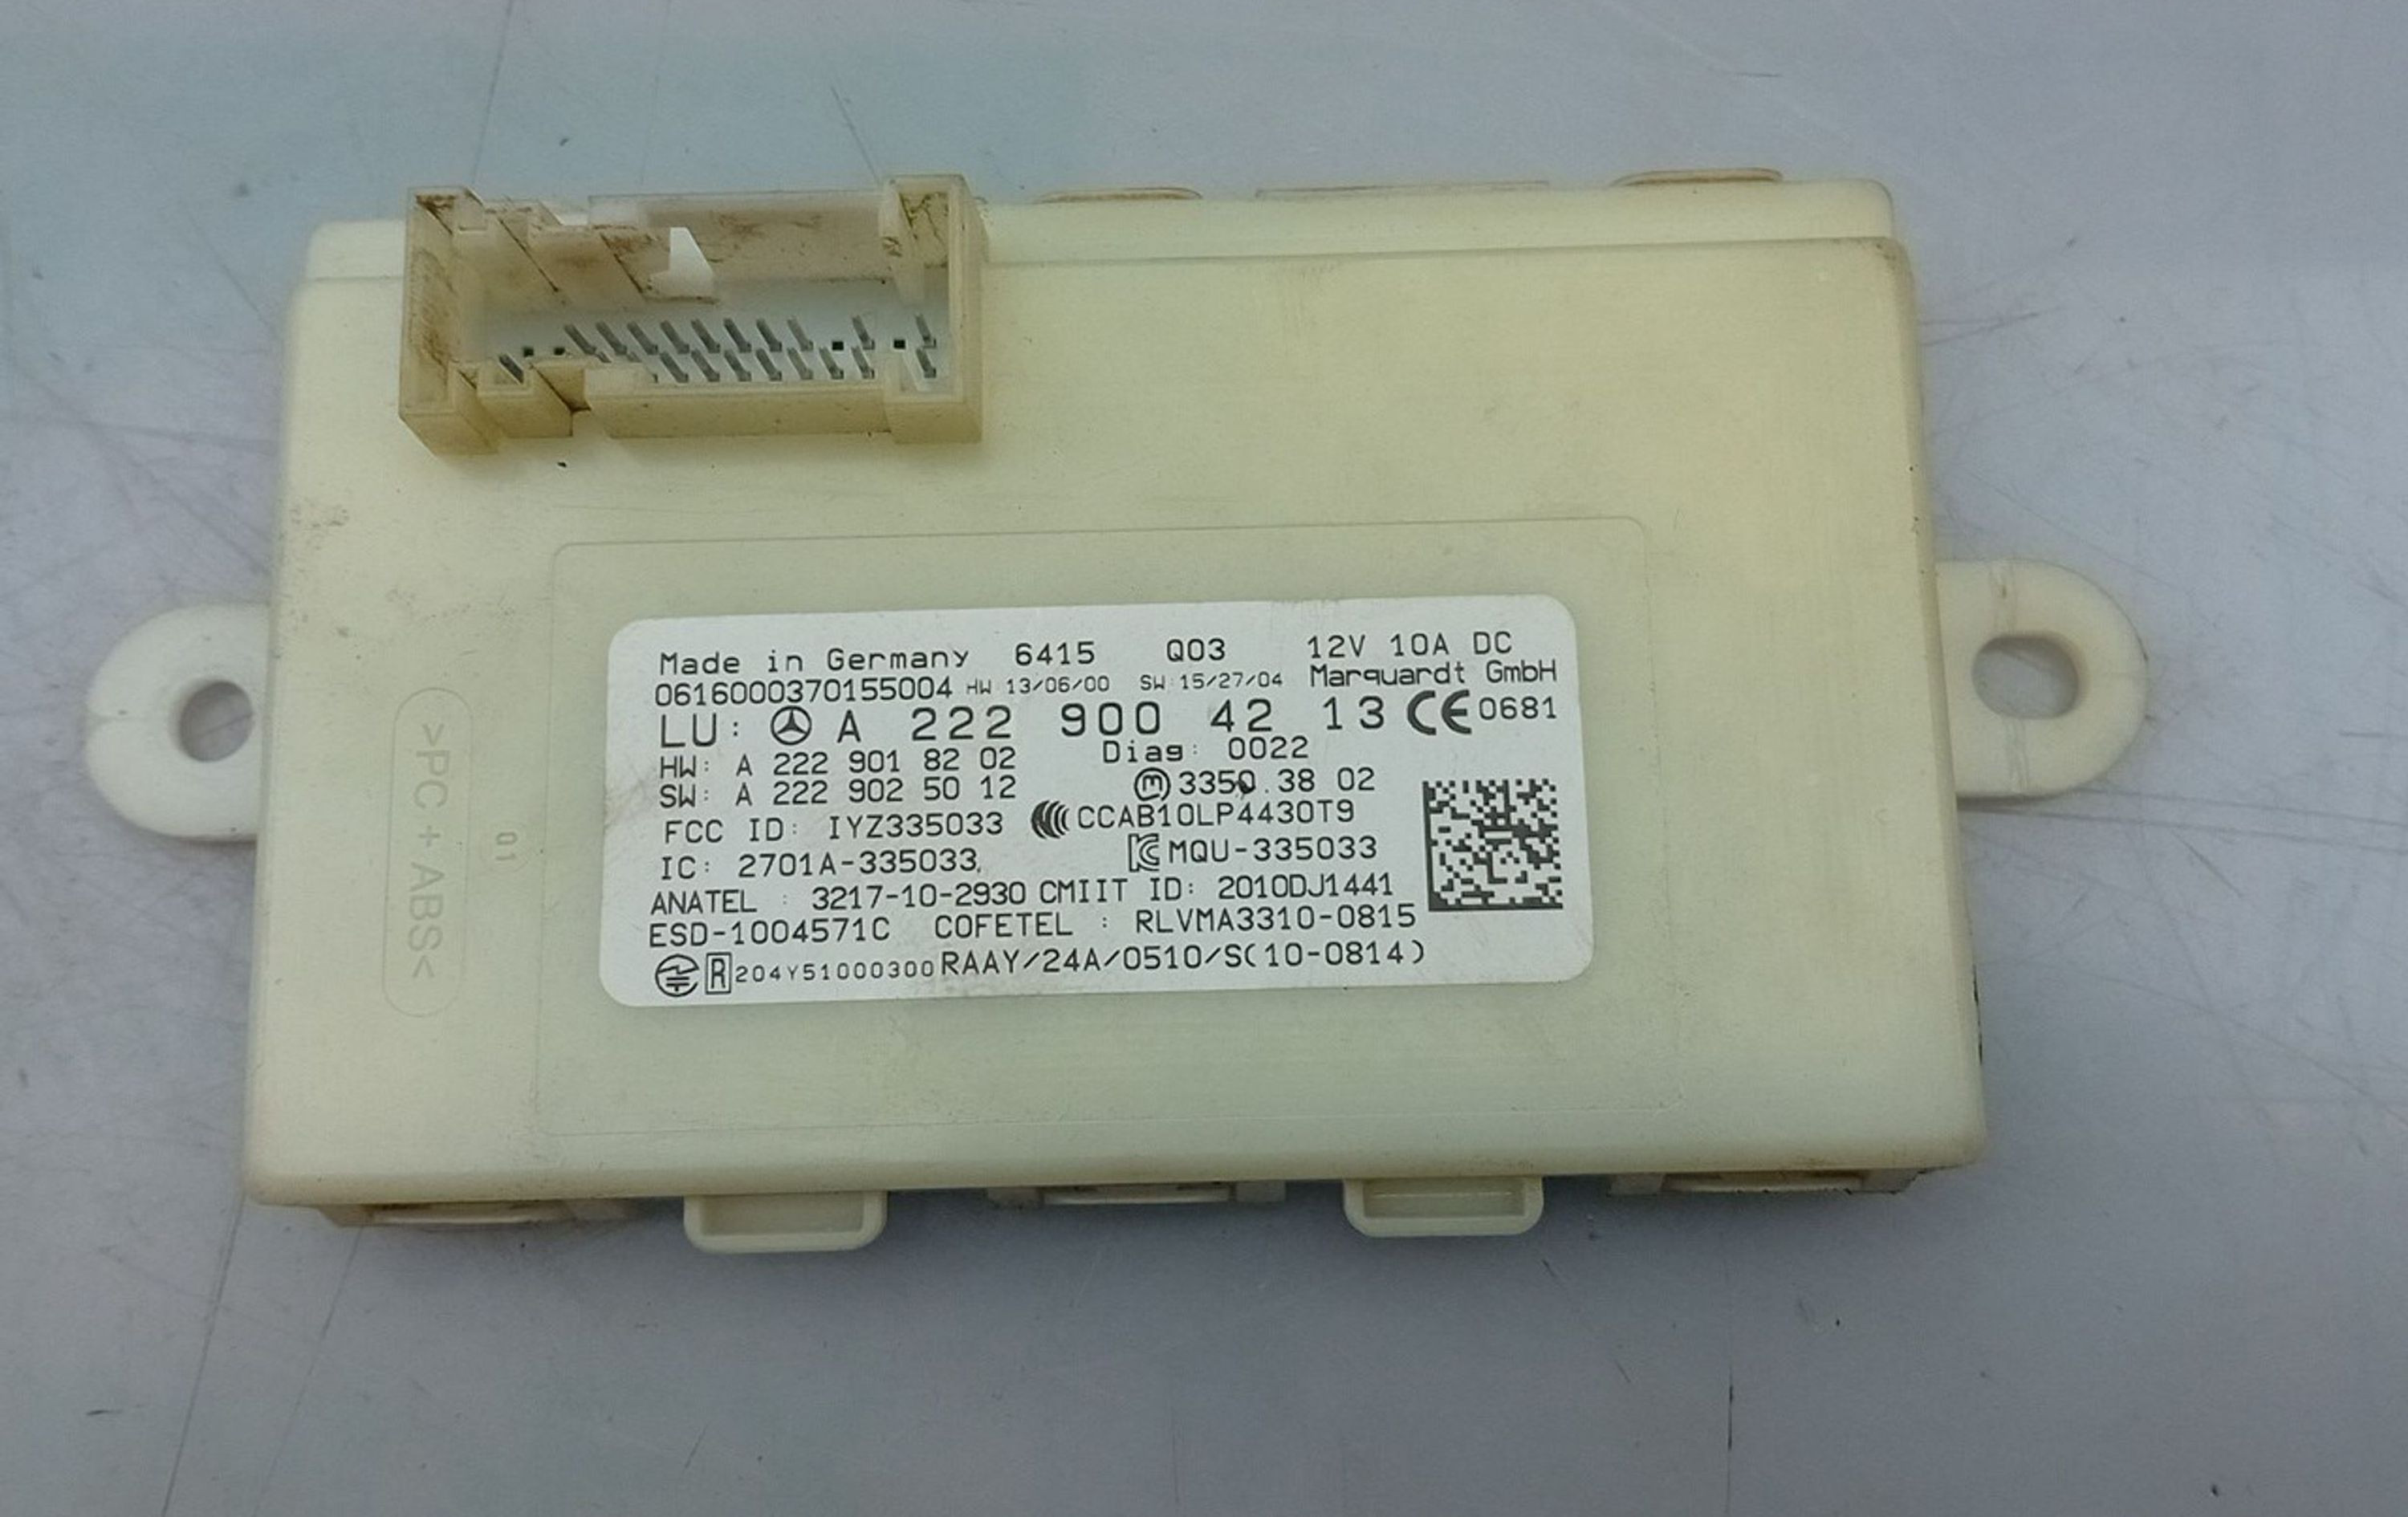 Made in Germany 6415 Q03 12V 10A DC
0616000370155004 HW:13/06/00 SW:15/27/04 Marquardt GmbH
LU: A 222 900 42 13 CE 0681
HW: A 222 901 82 02 Diag: 0022
SW: A 222 902 50 12 m 3350.38 02
FCC ID: IYZ335033 CCAB10LP4430T9
IC: 2701A-335033 MQU-335033
ANATEL : 3217-10-2930 CMIIT ID: 2010DJ1441
ESD-1004571C COFETEL : RLVMA3310-0815
R 204Y51000300 RAAY/24A/0510/S(10-0814)
>PC + ABS<
01